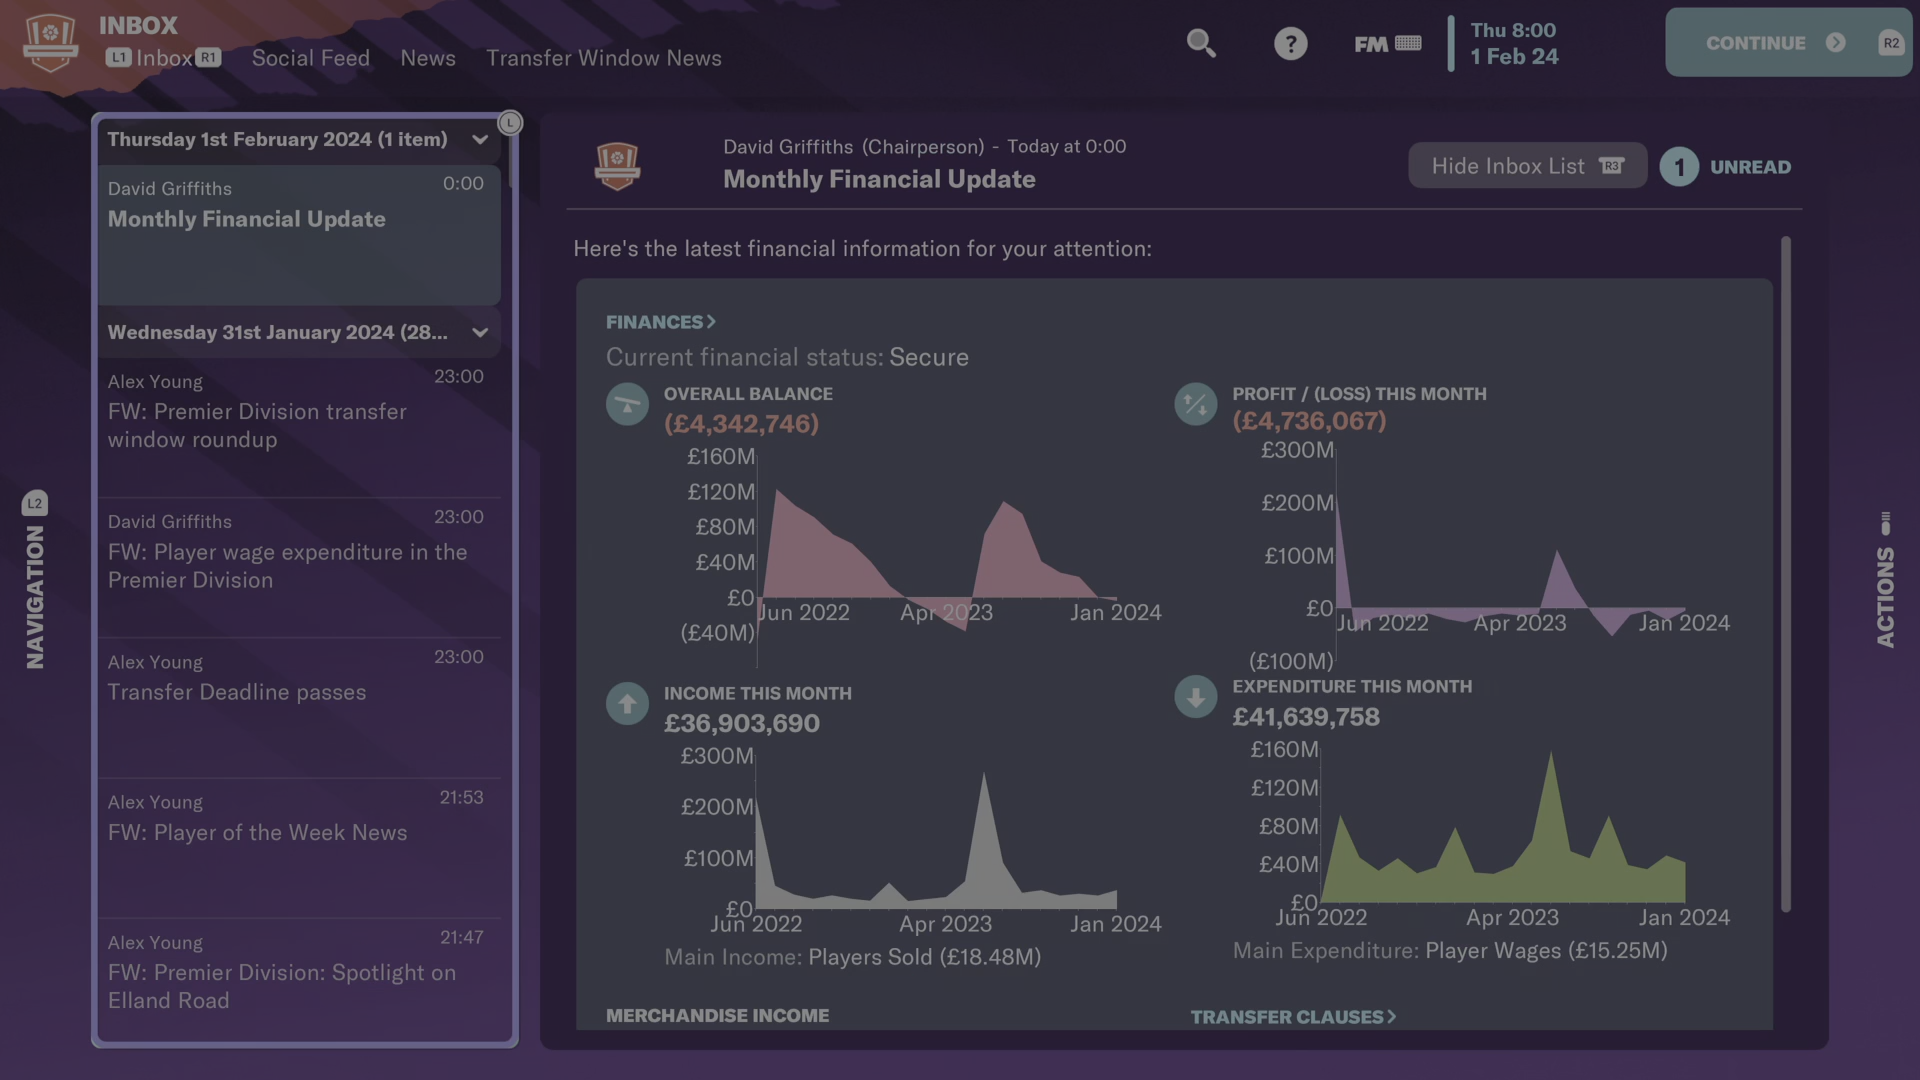 INBOX
L1 Inbox R1 Social Feed News Transfer Window News
FM
Thu 8:00
1 Feb 24
CONTINUE R2
L
Thursday 1st February 2024 (1 item)
David Griffiths 0:00
Monthly Financial Update
Wednesday 31st January 2024 (28...
Alex Young 23:00
FW: Premier Division transfer
window roundup
David Griffiths 23:00
FW: Player wage expenditure in the
Premier Division
Alex Young 23:00
Transfer Deadline passes
Alex Young 21:53
FW: Player of the Week News
Alex Young 21:47
FW: Premier Division: Spotlight on
Elland Road
L2
NAVIGATION
David Griffiths (Chairperson) - Today at 0:00
Monthly Financial Update
Hide Inbox List R3
1 UNREAD
Here's the latest financial information for your attention:
FINANCES
Current financial status: Secure
OVERALL BALANCE
(£4,342,746)
£160M
£120M
£80M
£40M
£0
(£40M)
Jun 2022 Apr 2023 Jan 2024
PROFIT / (LOSS) THIS MONTH
(£4,736,067)
£300M
£200M
£100M
£0
Jun 2022 Apr 2023 Jan 2024
(£100M)
INCOME THIS MONTH
£36,903,690
£300M
£200M
£100M
£0
Jun 2022 Apr 2023 Jan 2024
Main Income: Players Sold (£18.48M)
EXPENDITURE THIS MONTH
£41,639,758
£160M
£120M
£80M
£40M
£0
Jun 2022 Apr 2023 Jan 2024
Main Expenditure: Player Wages (£15.25M)
MERCHANDISE INCOME
TRANSFER CLAUSES
ACTIONS